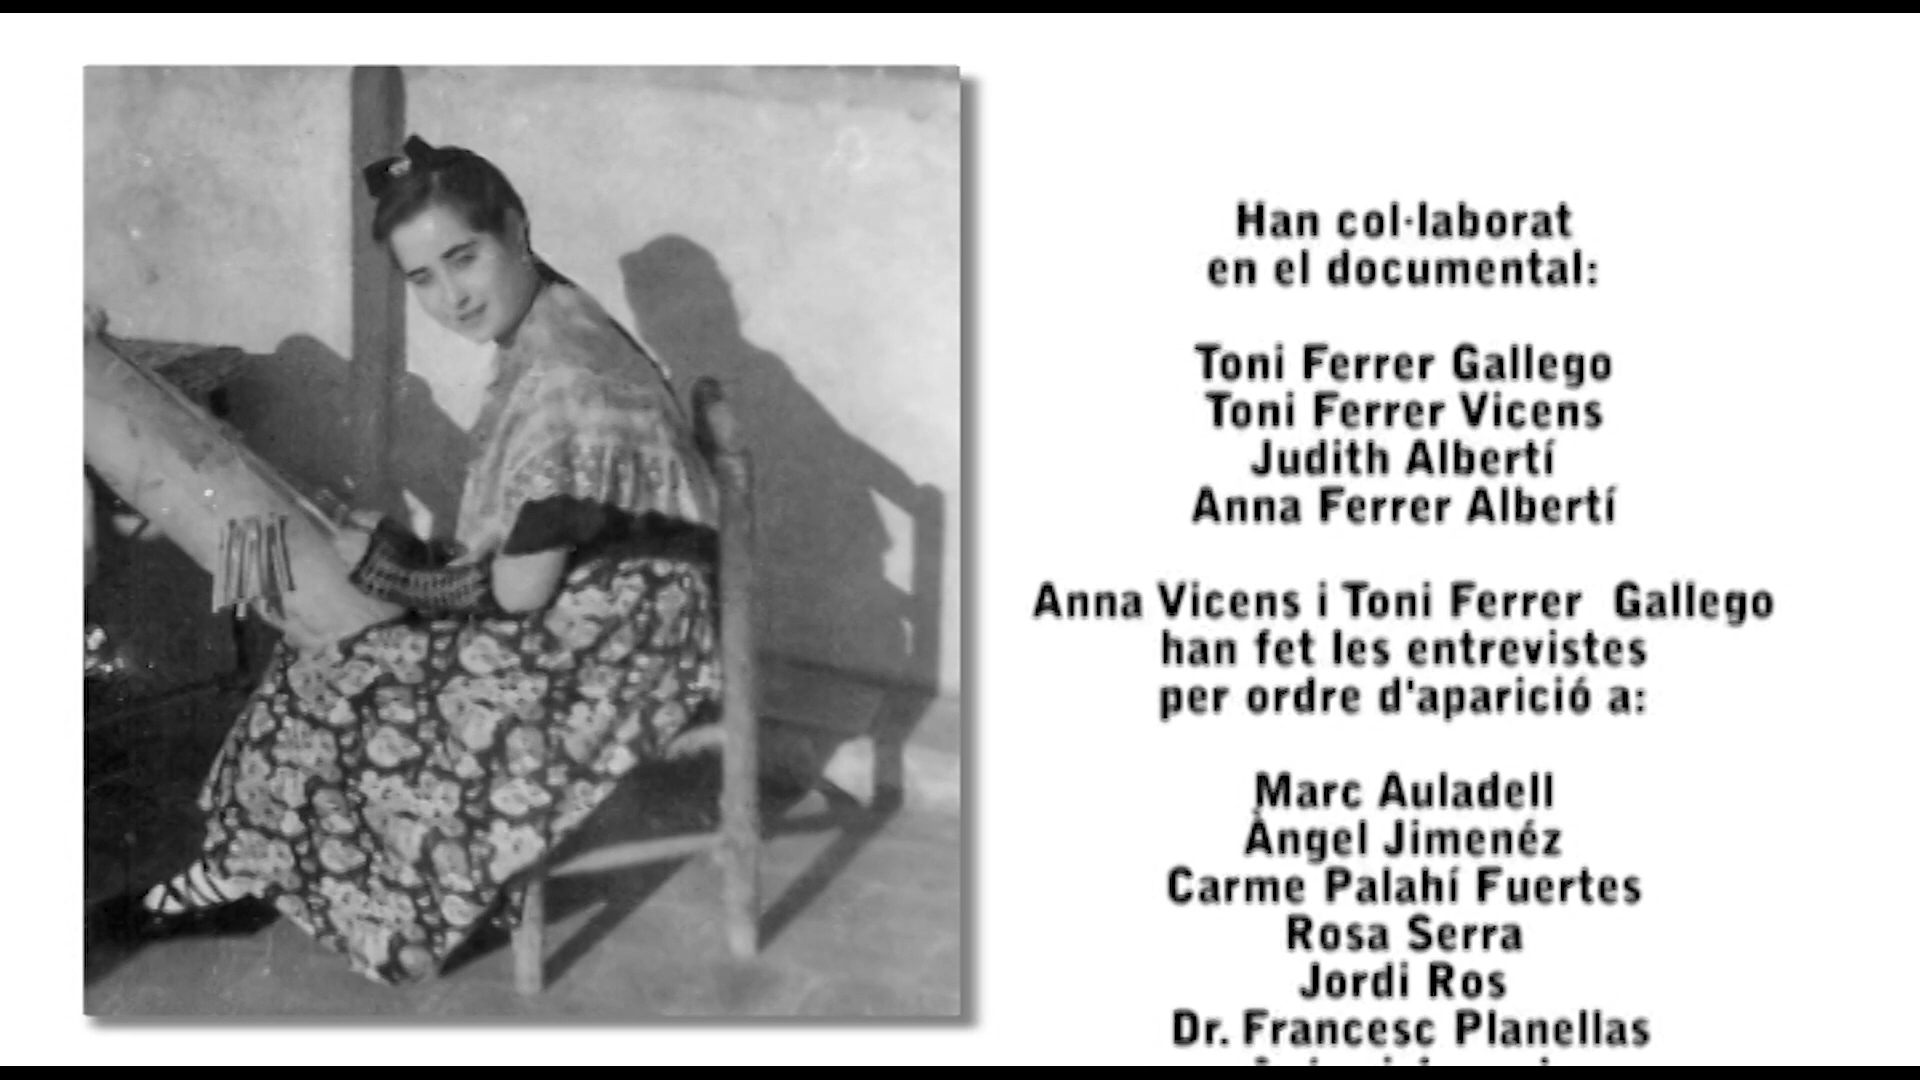 Han col·laborat
en el documental:
Toni Ferrer Gallego
Toni Ferrer Vicens
Judith Albertí
Anna Ferrer Albertí
Anna Vicens i Toni Ferrer Gallego
han fet les entrevistes
per ordre d'aparició a:
Marc Auladell
Àngel Jimenéz
Carme Palahí Fuertes
Rosa Serra
Jordi Ros
Dr. Francesc Planellas